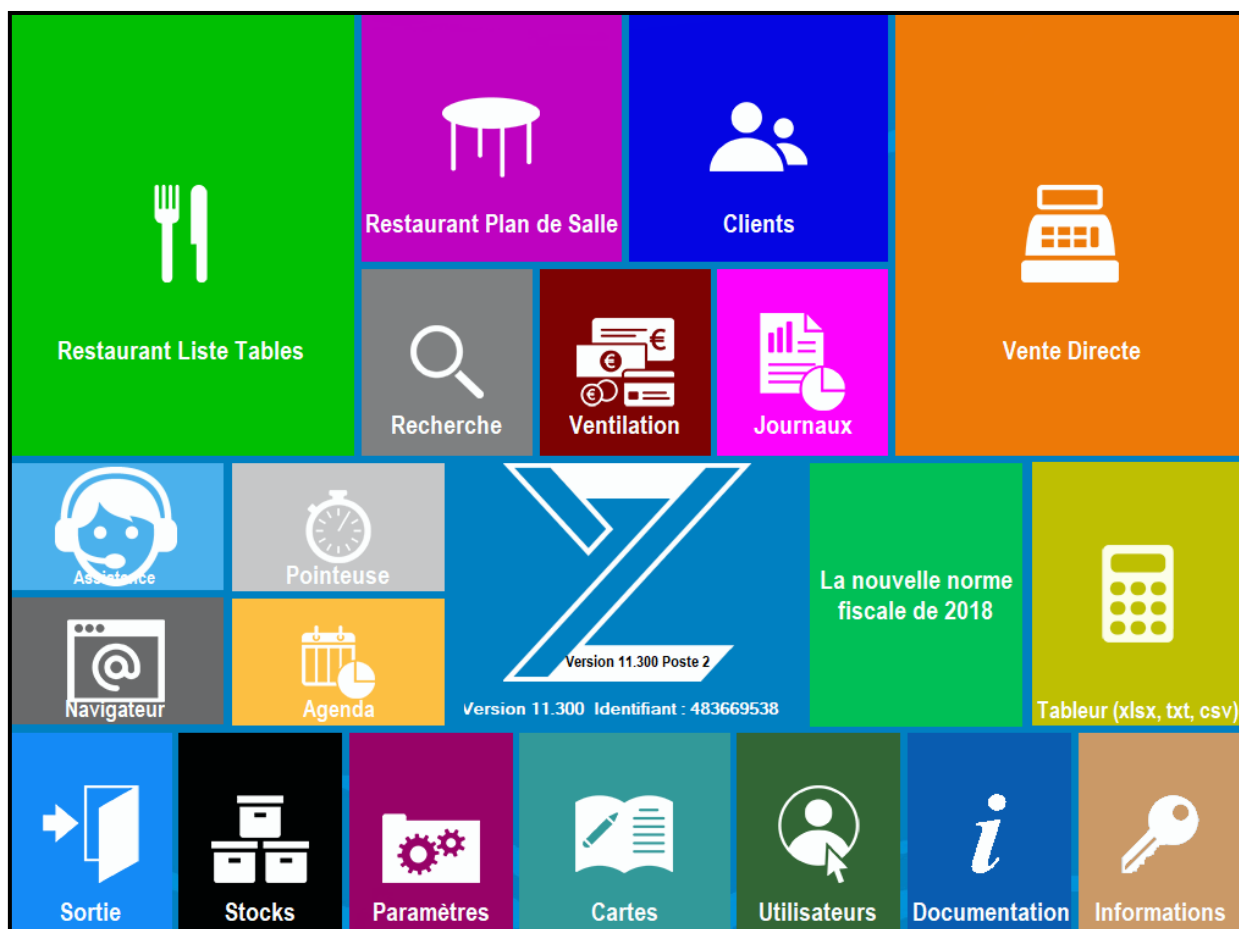 Restaurant Plan de Salle
Clients
Restaurant Liste Tables
Vente Directe
Recherche
Ventilation
Journaux
Assistence
Pointeuse
La nouvelle norme
fiscale de 2018
Version 11.300 Poste 2
Navigateur
Agenda
Version 11.300 Identifiant : 483669538
Tableur (xlsx, txt, csv)
Sortie
Stocks
Paramètres
Cartes
Utilisateurs
Documentation
Informations